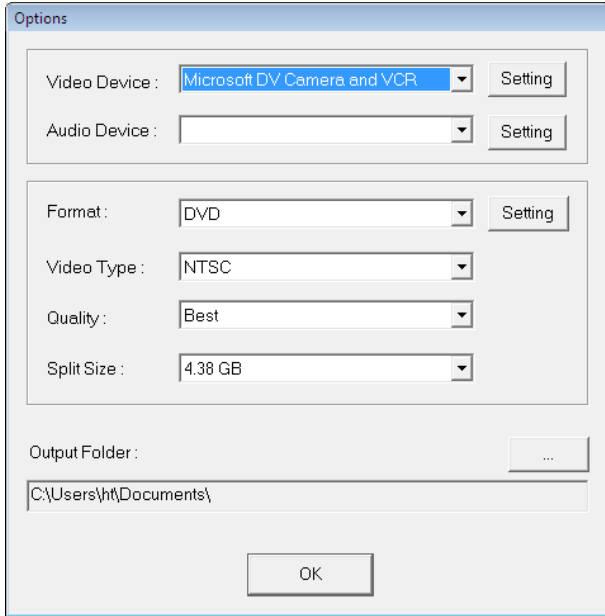 Options
Video Device : Microsoft DV Camera and VCR Setting
Audio Device : Setting
Format : DVD Setting
Video Type : NTSC
Quality : Best
Split Size : 4.38 GB
Output Folder : ...
C:\Users\ht\Documents\
OK